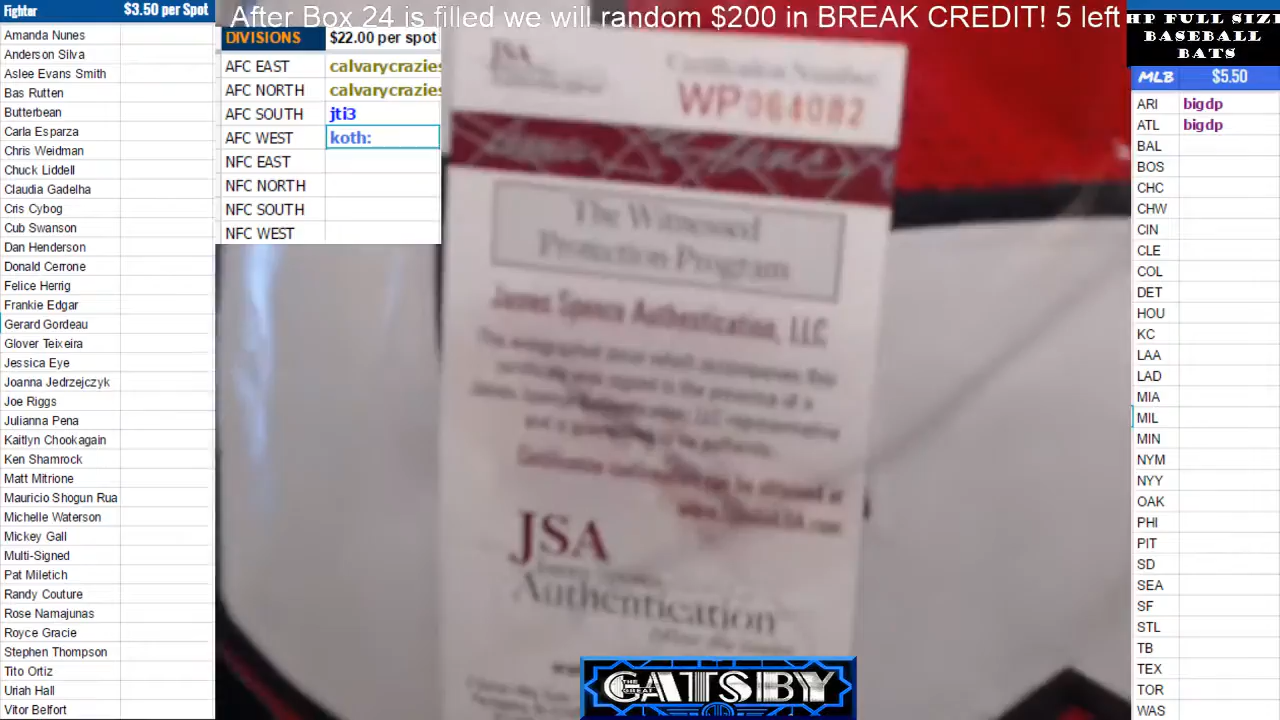 After Box 24 is filled we will random $200 in BREAK CREDIT! 5 left
Fighter $3.50 per Spot
Amanda Nunes
Anderson Silva
Aslee Evans Smith
Bas Rutten
Butterbean
Carla Esparza
Chris Weidman
Chuck Liddell
Claudia Gadelha
Cris Cybog
Cub Swanson
Dan Henderson
Donald Cerrone
Felice Herrig
Frankie Edgar
Gerard Gordeau
Glover Teixeira
Jessica Eye
Joanna Jedrzejczyk
Joe Riggs
Julianna Pena
Kaitlyn Chookagain
Ken Shamrock
Matt Mitrione
Mauricio Shogun Rua
Michelle Waterson
Mickey Gall
Multi-Signed
Pat Miletich
Randy Couture
Rose Namajunas
Royce Gracie
Stephen Thompson
Tito Ortiz
Uriah Hall
Vitor Belfort
DIVISIONS $22.00 per spot
AFC EAST calvarycrazies
AFC NORTH calvarycrazies
AFC SOUTH jti3
AFC WEST koth:
NFC EAST
NFC NORTH
NFC SOUTH
NFC WEST
JSA
Certification Number
WP064082
The Witnessed
Protection Program
James Spence Authentication, LLC
JSA
Authentication
THE GREAT GATSBY
HP FULL SIZE
BASEBALL
BATS
MLB $5.50
ARI bigdp
ATL bigdp
BAL
BOS
CHC
CHW
CIN
CLE
COL
DET
HOU
KC
LAA
LAD
MIA
MIL
MIN
NYM
NYY
OAK
PHI
PIT
SD
SEA
SF
STL
TB
TEX
TOR
WAS